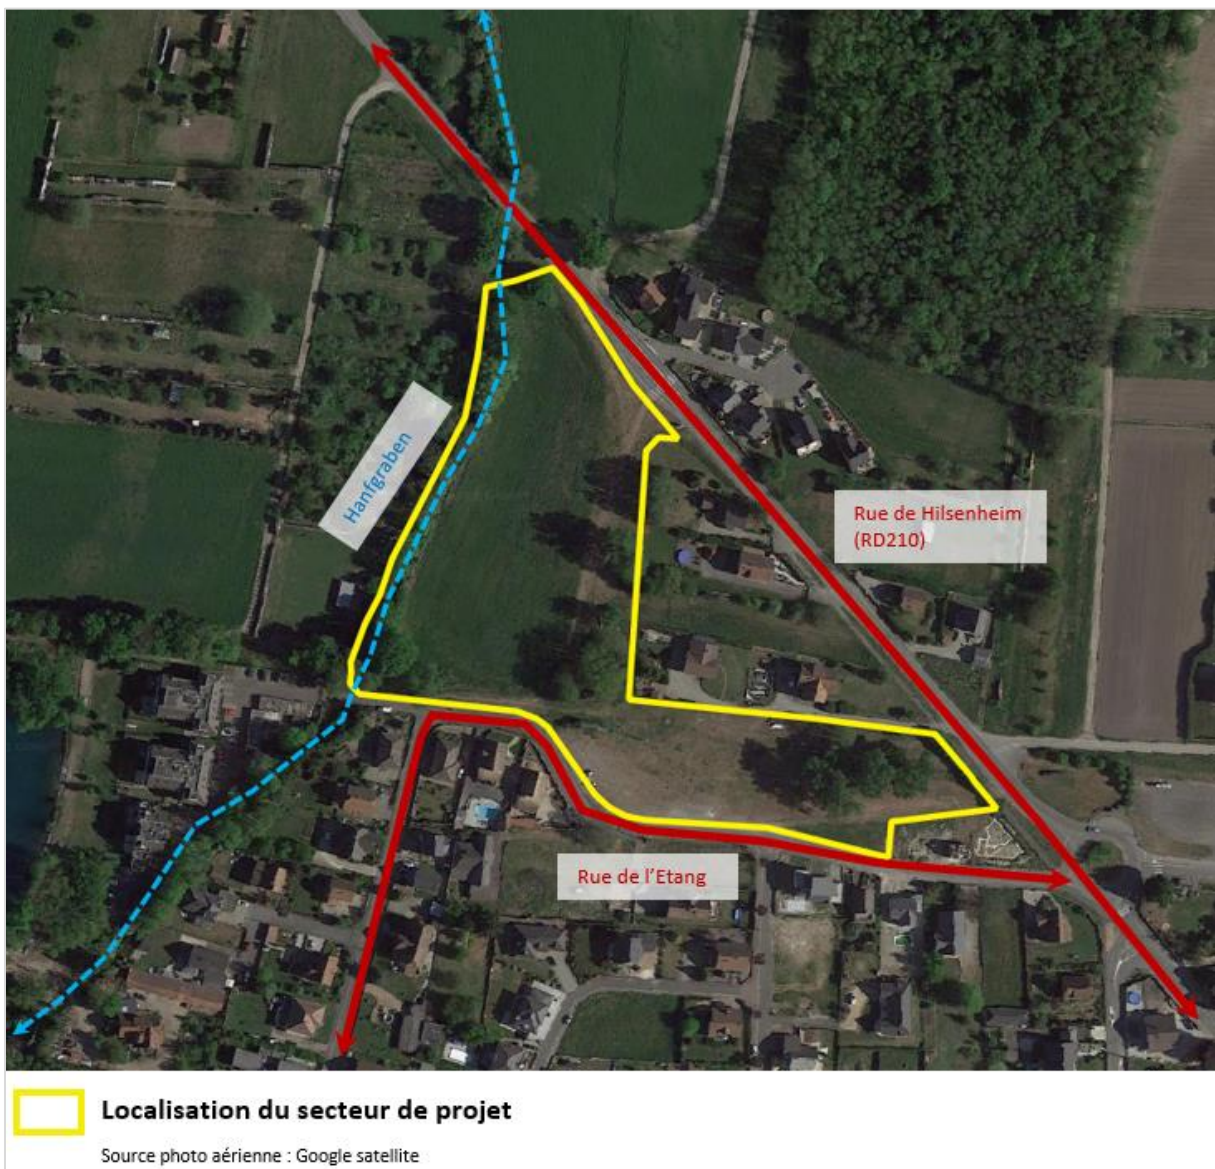 Hanfgraben
Rue de Hilsenheim
(RD210)
Rue de l'Etang
Localisation du secteur de projet
Source photo aérienne : Google satellite